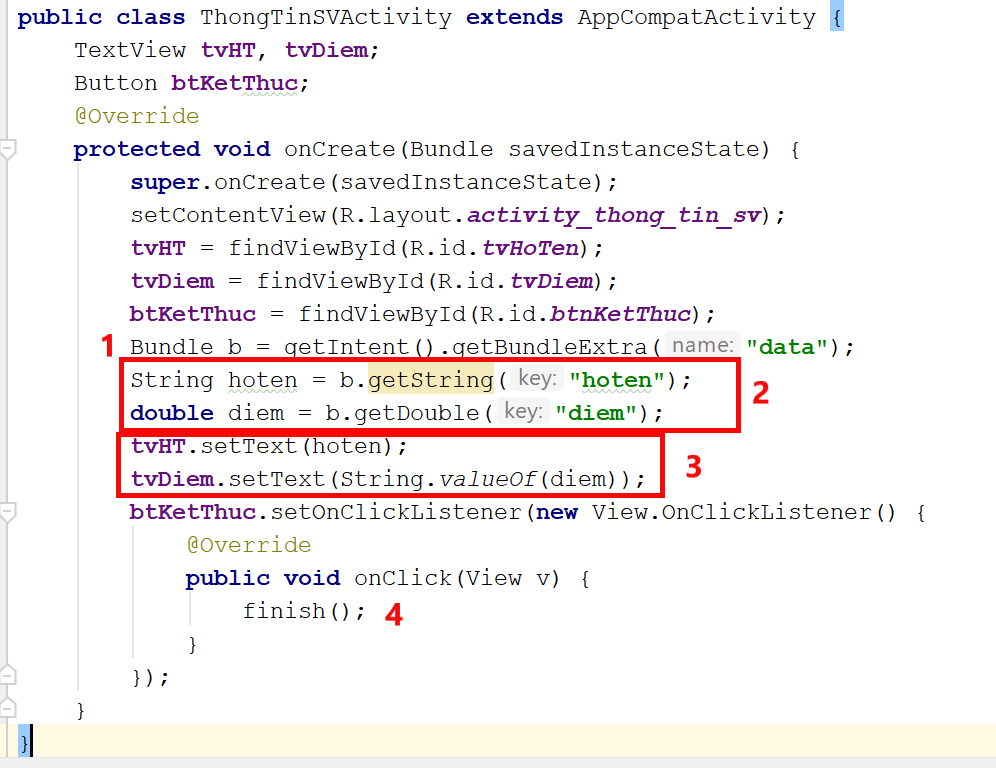 public class ThongTinSVActivity extends AppCompatActivity {
TextView tvHT, tvDiem;
Button btKetThuc;
@Override
protected void onCreate(Bundle savedInstanceState) {
super.onCreate(savedInstanceState);
setContentView(R.layout.activity_thong_tin_sv);
tvHT = findViewById(R.id.tvHoTen);
tvDiem = findViewById(R.id.tvDiem);
btKetThuc = findViewById(R.id.btnKetThuc);
1 Bundle b = getIntent().getBundleExtra( name: "data");
String hoten = b.getString( key: "hoten");
2
double diem = b.getDouble( key: "diem");
tvHT.setText(hoten);
3
tvDiem.setText(String.valueOf(diem));
btKetThuc.setOnClickListener(new View.OnClickListener() {
@Override
public void onClick(View v) {
finish(); 4
}
});
}
}